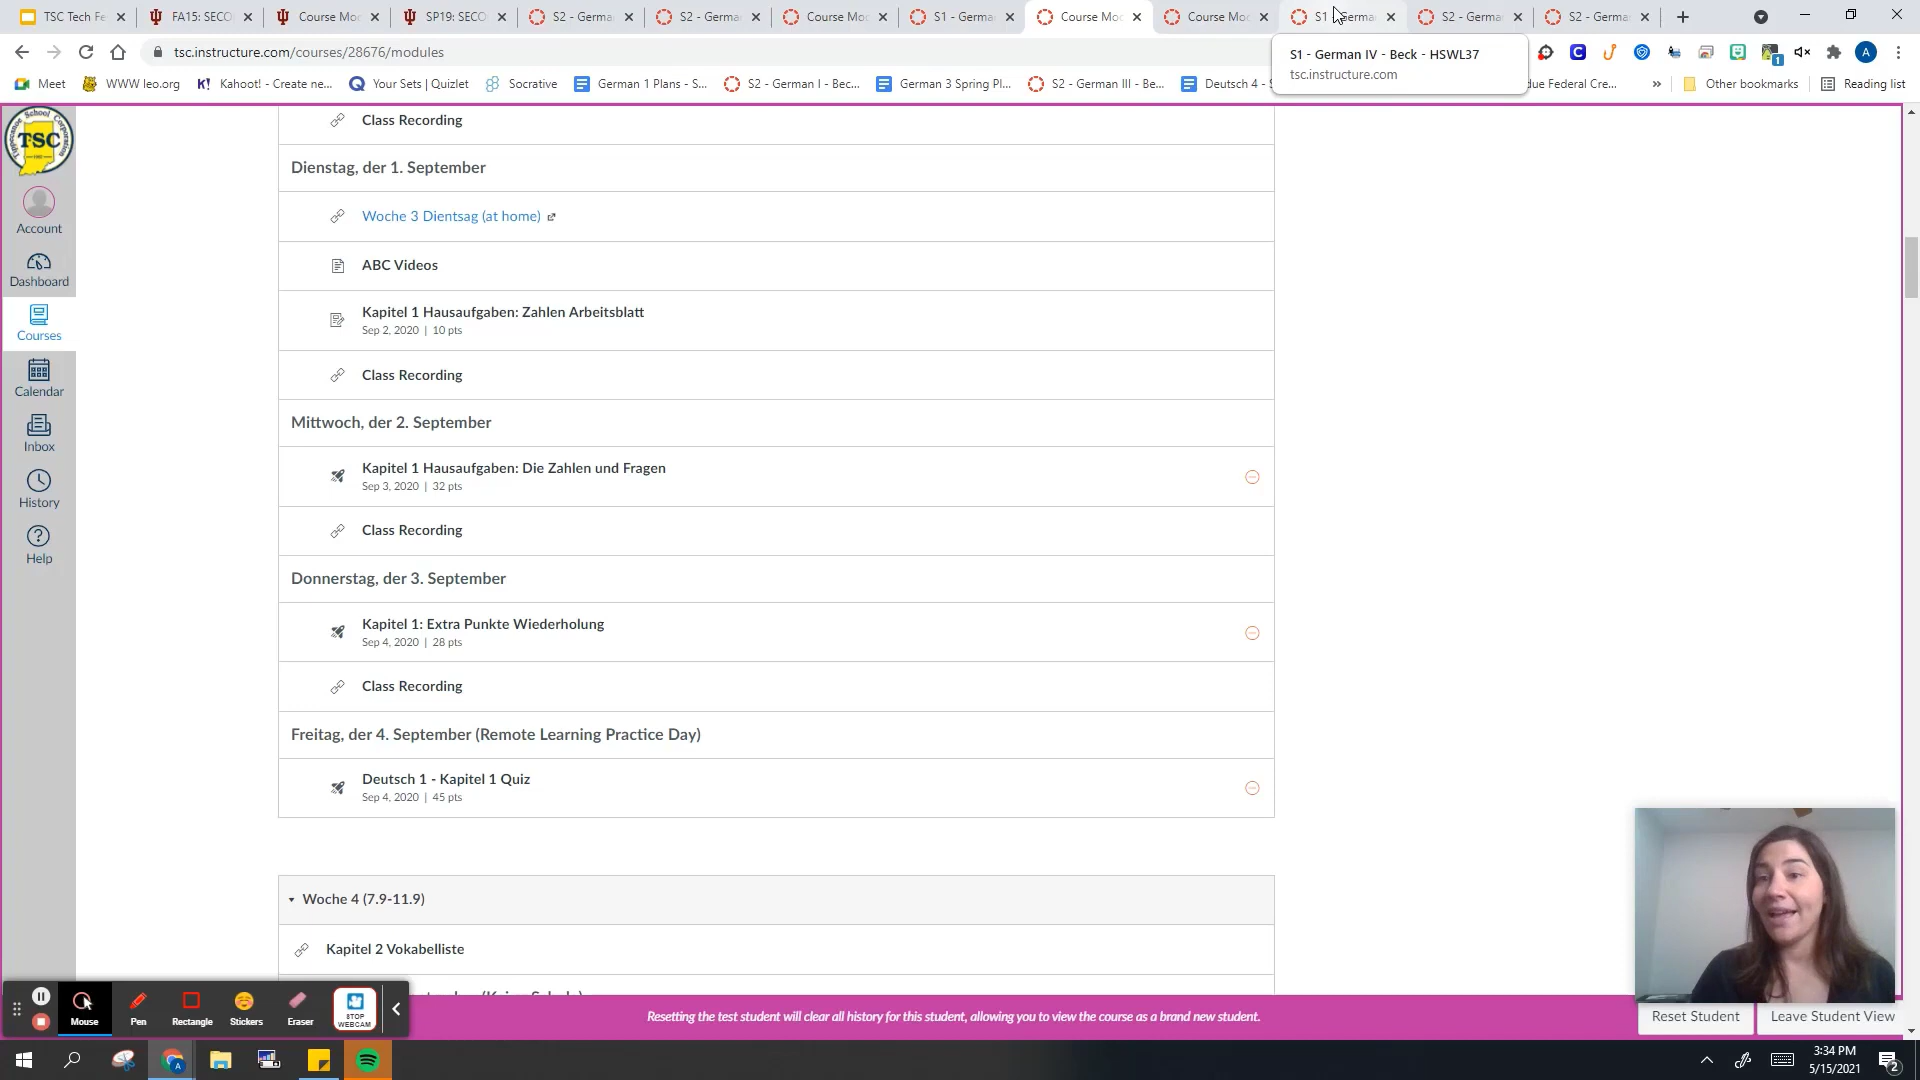 TSC Tech Fe
FA15: SECO
Course Mod
SP19: SECO
S2 - Germa
S2 - Germa
Course Mod
S1 - Germa
Course Mod
Course Mod
S1 - Germa
S2 - Germa
S2 - Germa
tsc.instructure.com/courses/28676/modules
S1 - German IV - Beck - HSWL37
tsc.instructure.com
Meet
WWW leo.org
Kahoot! - Create ne...
Your Sets | Quizlet
Socrative
German 1 Plans - S...
S2 - German I - Bec...
German 3 Spring Pl...
S2 - German III - Be...
Deutsch 4 - S
due Federal Cre...
Other bookmarks
Reading list
TSC
Account
Dashboard
Courses
Calendar
Inbox
History
Help
Class Recording
Dienstag, der 1. September
Woche 3 Dientsag (at home)
ABC Videos
Kapitel 1 Hausaufgaben: Zahlen Arbeitsblatt
Sep 2, 2020 | 10 pts
Class Recording
Mittwoch, der 2. September
Kapitel 1 Hausaufgaben: Die Zahlen und Fragen
Sep 3, 2020 | 32 pts
Class Recording
Donnerstag, der 3. September
Kapitel 1: Extra Punkte Wiederholung
Sep 4, 2020 | 28 pts
Class Recording
Freitag, der 4. September (Remote Learning Practice Day)
Deutsch 1 - Kapitel 1 Quiz
Sep 4, 2020 | 45 pts
Woche 4 (7.9-11.9)
Kapitel 2 Vokabelliste
Mouse
Pen
Rectangle
Stickers
Eraser
STOP
WEBCAM
Resetting the test student will clear all history for this student, allowing you to view the course as a brand new student.
Reset Student
Leave Student View
3:34 PM
5/15/2021
2